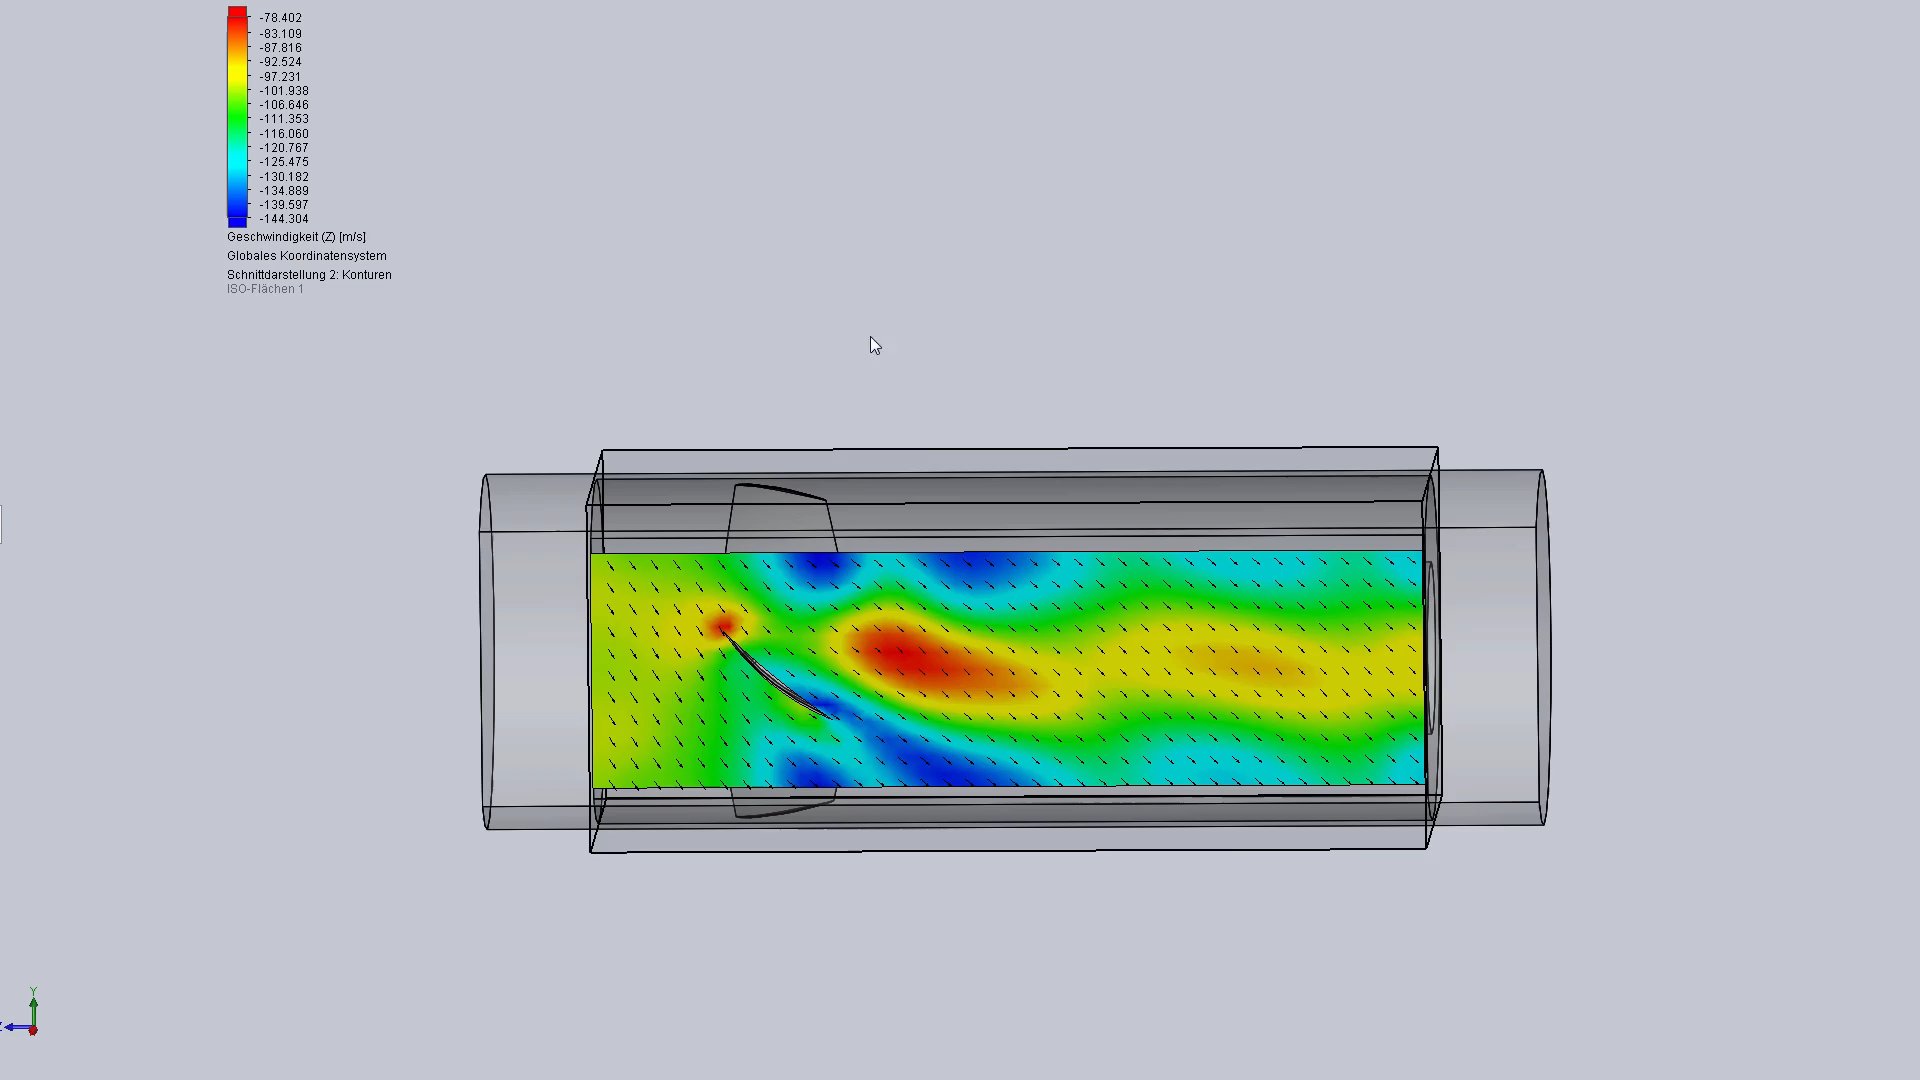 -78.402
-83.109
-87.816
-92.524
-97.231
-101.938
-106.646
-111.353
-116.060
-120.767
-125.475
-130.182
-134.889
-139.597
-144.304
Geschwindigkeit (Z) [m/s]
Globales Koordinatensystem
Schnittdarstellung 2: Konturen
ISO-Flächen 1
Y
Z